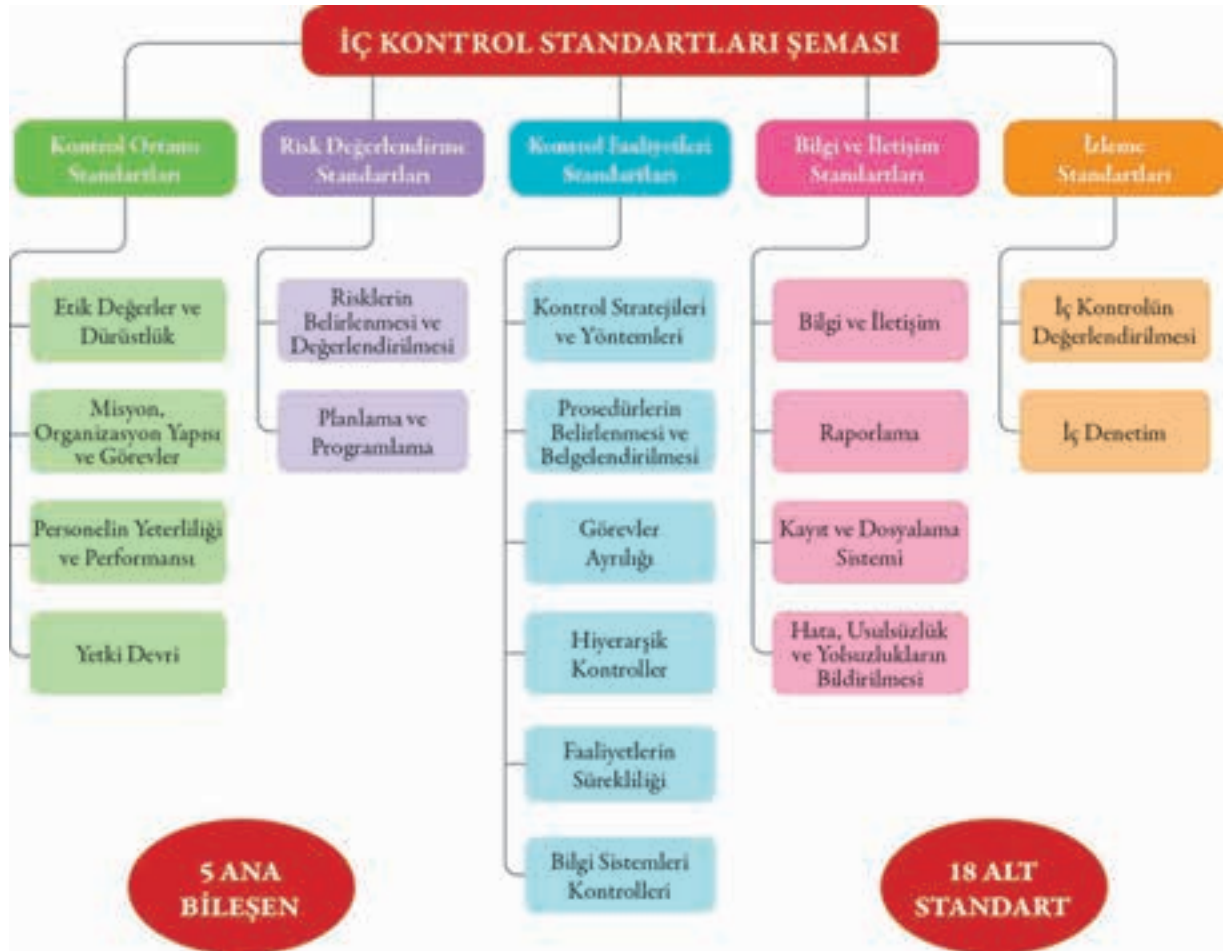 İÇ KONTROL STANDARTLARI ŞEMASI
Kontrol Ortamı
Standartları
Risk Değerlendirme
Standartları
Kontrol Faaliyetleri
Standartları
Bilgi ve İletişim
Standartları
İzleme
Standartları
Etik Değerler ve
Dürüstlük
Misyon,
Organizasyon Yapısı
ve Görevler
Personelin Yeterliliği
ve Performansı
Yetki Devri
Risklerin
Belirlenmesi ve
Değerlendirilmesi
Planlama ve
Programlama
Kontrol Stratejileri
ve Yöntemleri
Prosedürlerin
Belirlenmesi ve
Belgelendirilmesi
Görevler
Ayrılığı
Hiyerarşik
Kontroller
Faaliyetlerin
Sürekliliği
Bilgi Sistemleri
Kontrolleri
Bilgi ve İletişim
Raporlama
Kayıt ve Dosyalama
Sistemi
Hata, Usulsüzlük
ve Yolsuzlukların
Bildirilmesi
İç Kontrolün
Değerlendirilmesi
İç Denetim
5 ANA
BİLEŞEN
18 ALT
STANDART